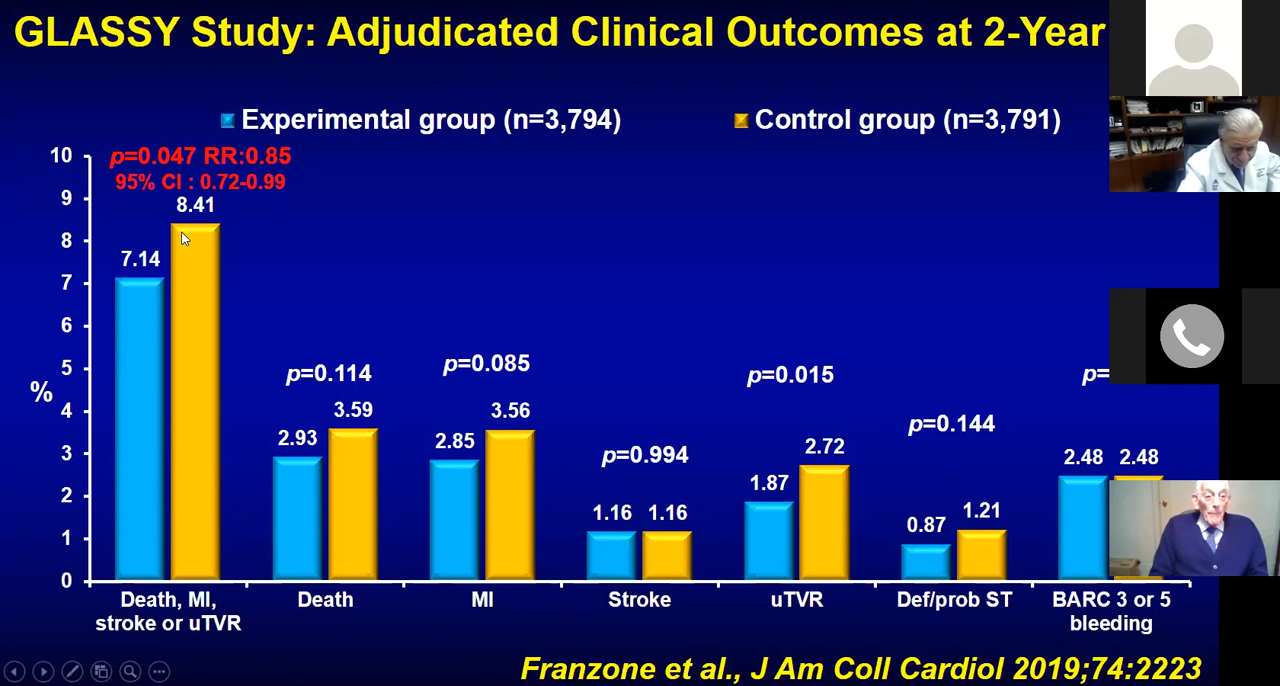 GLASSY Study: Adjudicated Clinical Outcomes at 2-Year
Experimental group (n=3,794) Control group (n=3,791)
p=0.047 RR:0.85
95% CI : 0.72-0.99
%
10
9
8
7
6
5
4
3
2
1
0
7.14 8.41
p=0.114
2.93 3.59
p=0.085
2.85 3.56
p=0.994
1.16 1.16
p=0.015
1.87 2.72
p=0.144
0.87 1.21
p=
2.48 2.48
Death, MI,
stroke or uTVR
Death
MI
Stroke
uTVR
Def/prob ST
BARC 3 or 5
bleeding
Franzone et al., J Am Coll Cardiol 2019;74:2223